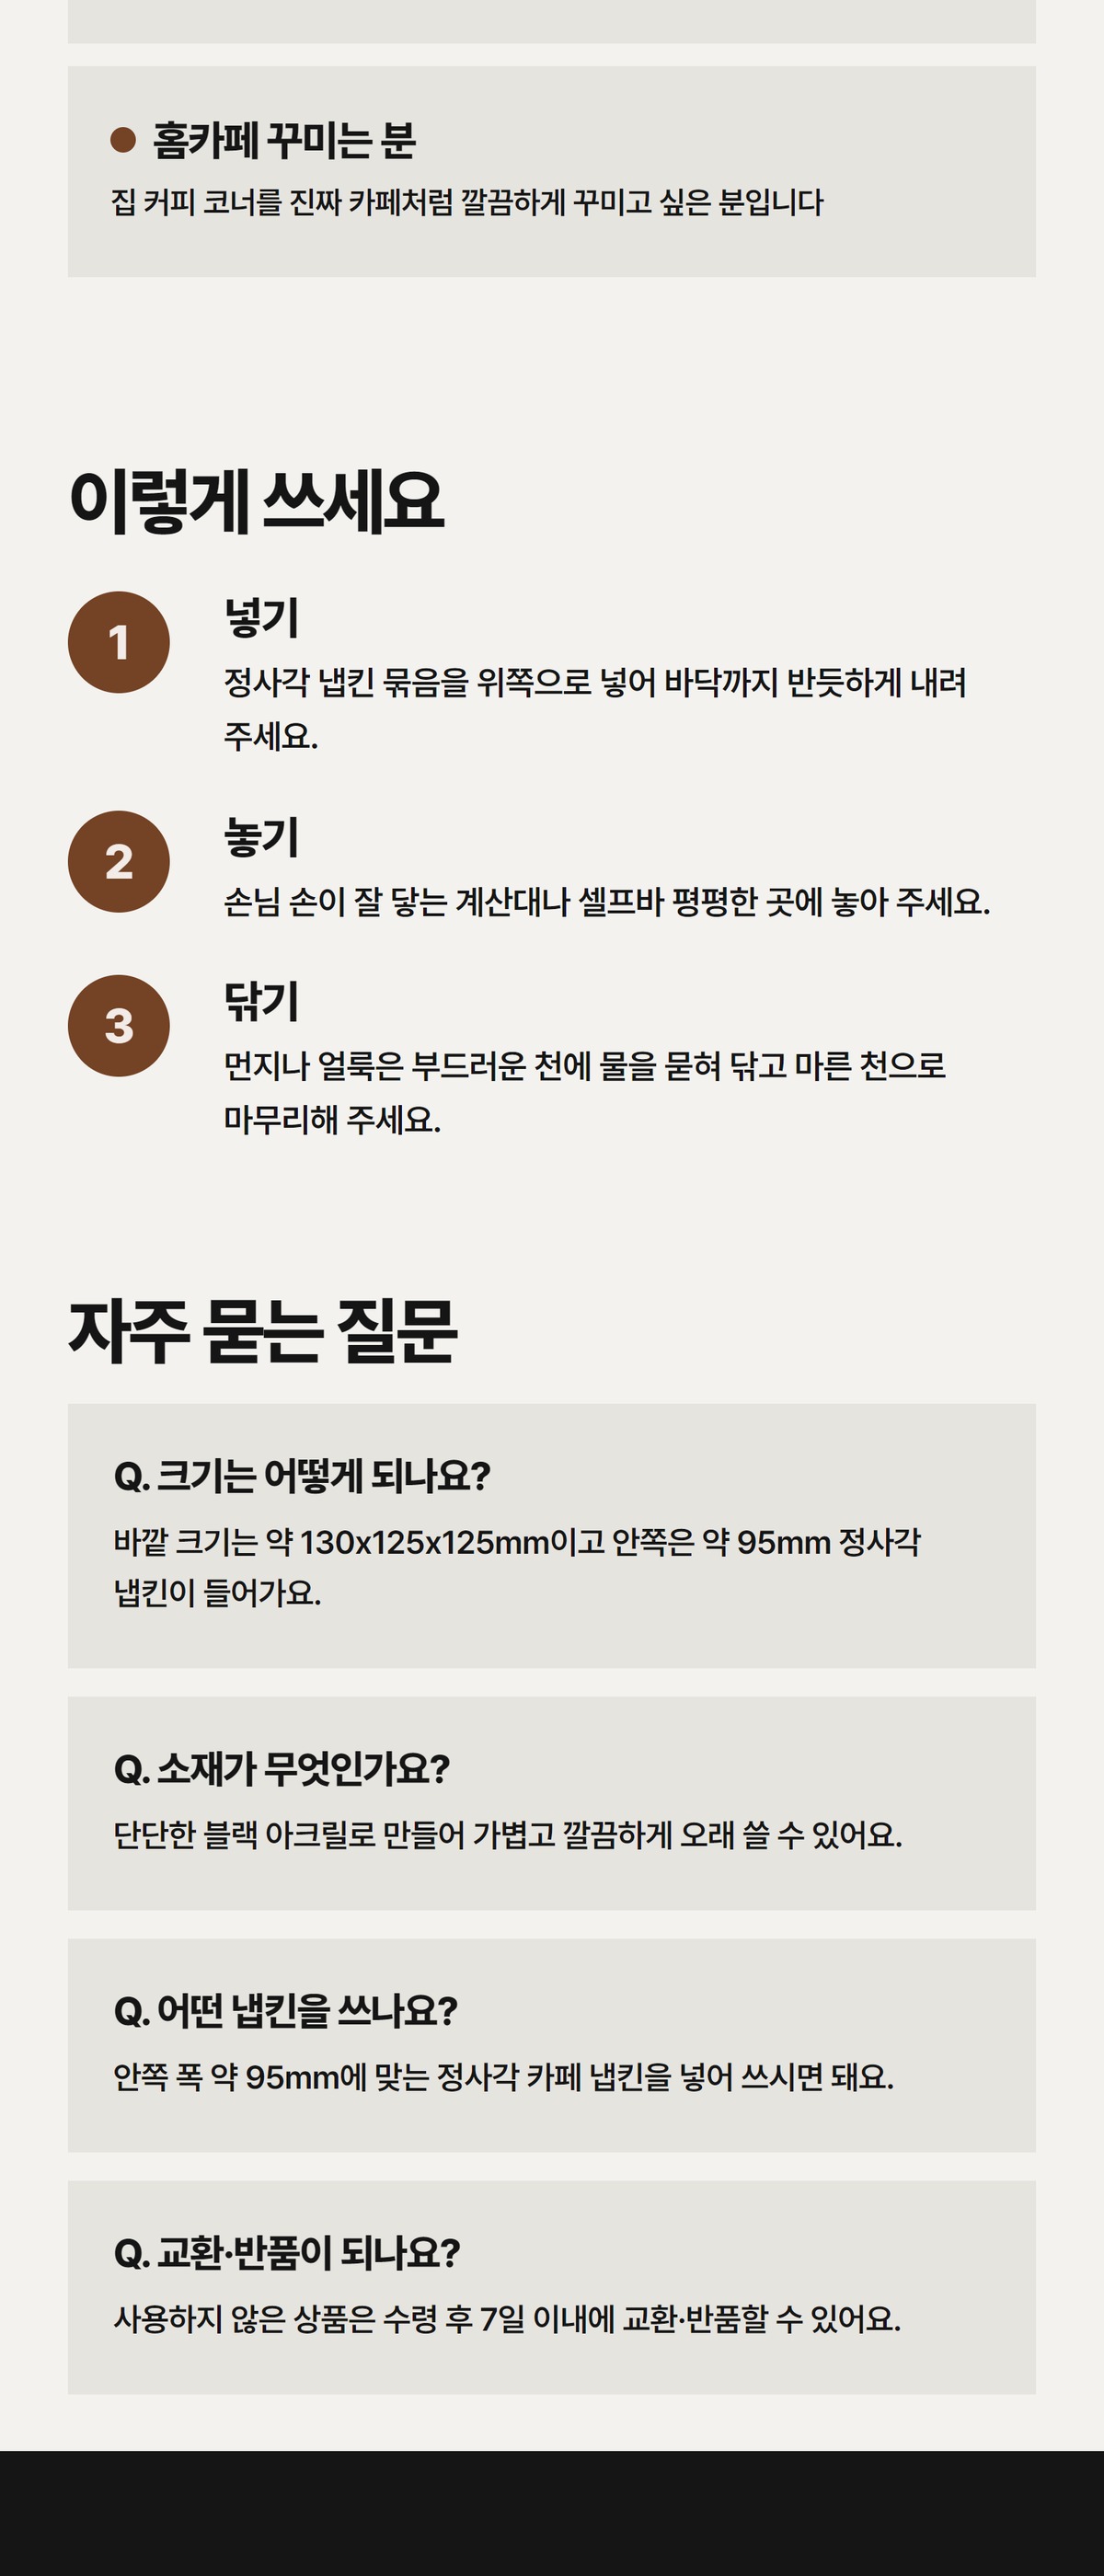 홈카페 꾸미는 분
집 커피 코너를 진짜 카페처럼 깔끔하게 꾸미고 싶은 분입니다
이렇게 쓰세요
1
넣기
정사각 냅킨 묶음을 위쪽으로 넣어 바닥까지 반듯하게 내려
주세요.
2
놓기
손님 손이 잘 닿는 계산대나 셀프바 평평한 곳에 놓아 주세요.
3
닦기
먼지나 얼룩은 부드러운 천에 물을 묻혀 닦고 마른 천으로
마무리해 주세요.
자주 묻는 질문
Q. 크기는 어떻게 되나요?
바깥 크기는 약 130x125x125mm이고 안쪽은 약 95mm 정사각
냅킨이 들어가요.
Q. 소재가 무엇인가요?
단단한 블랙 아크릴로 만들어 가볍고 깔끔하게 오래 쓸 수 있어요.
Q. 어떤 냅킨을 쓰나요?
안쪽 폭 약 95mm에 맞는 정사각 카페 냅킨을 넣어 쓰시면 돼요.
Q. 교환·반품이 되나요?
사용하지 않은 상품은 수령 후 7일 이내에 교환·반품할 수 있어요.